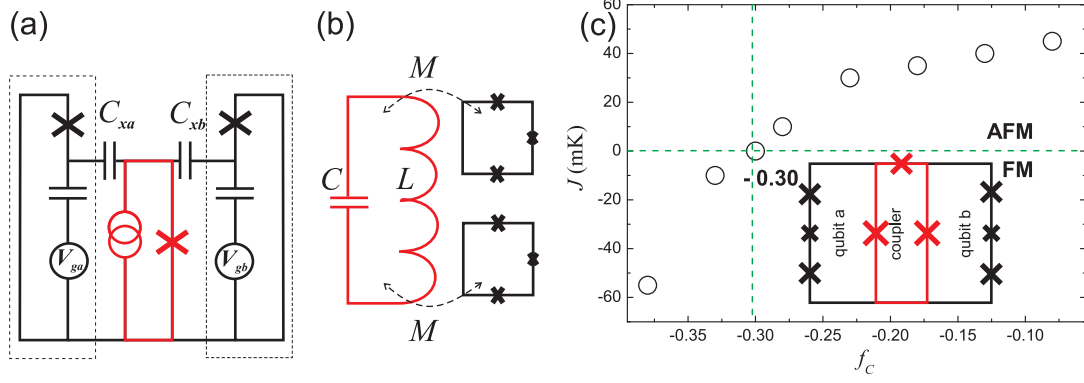 (a)
C_xa
C_xb
V_ga
V_gb
(b)
M
C
L
M
(c)
J (mK)
60
40
20
0
-20
-40
-60
AFM
FM
- 0.30
qubit a
coupler
qubit b
-0.35
-0.30
-0.25
-0.20
-0.15
-0.10
f_C